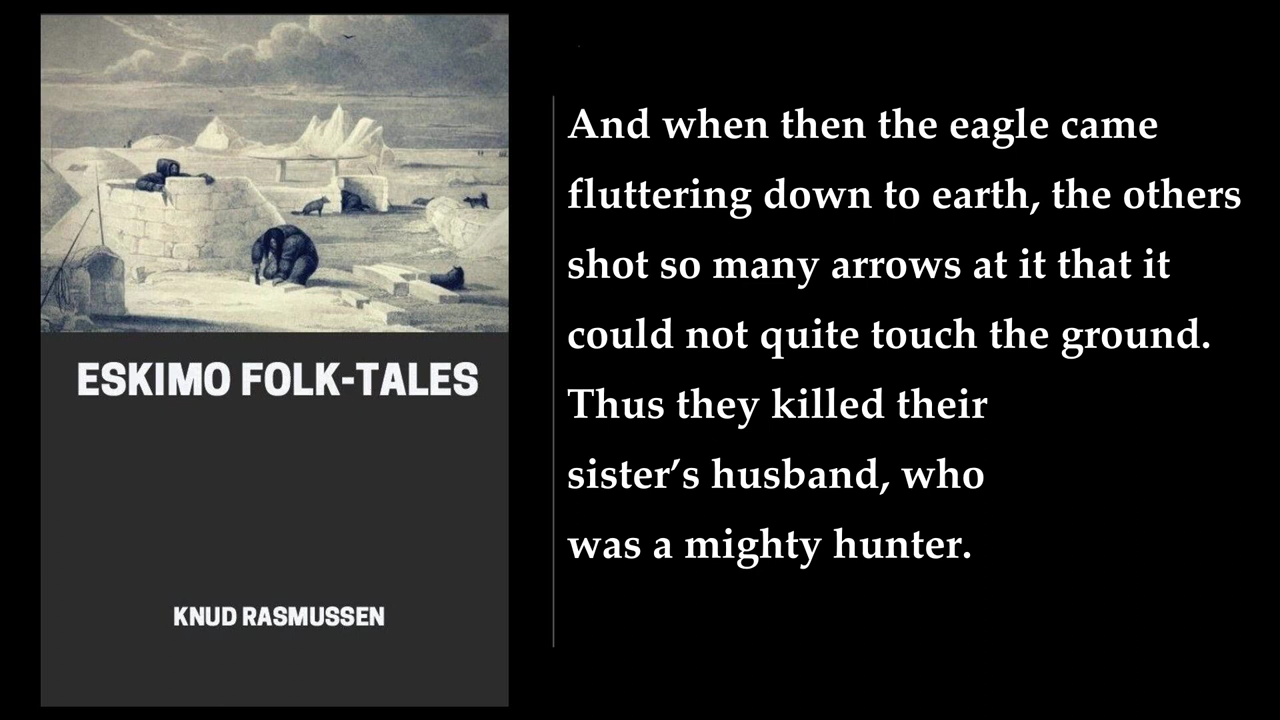 ESKIMO FOLK-TALES
KNUD RASMUSSEN
And when then the eagle came
fluttering down to earth, the others
shot so many arrows at it that it
could not quite touch the ground.
Thus they killed their
sister’s husband, who
was a mighty hunter.